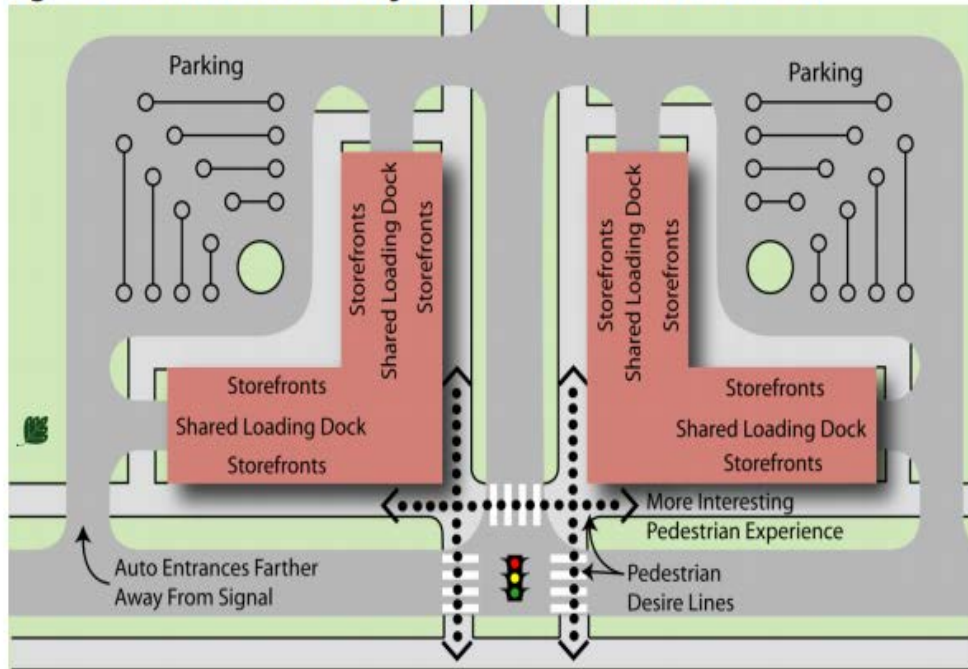 Parking
Parking
Storefronts
Shared Loading Dock
Storefronts
Storefronts
Shared Loading Dock
Storefronts
Storefronts
Shared Loading Dock
Storefronts
Storefronts
Shared Loading Dock
Storefronts
More Interesting
Pedestrian Experience
Auto Entrances Farther
Away From Signal
Pedestrian
Desire Lines